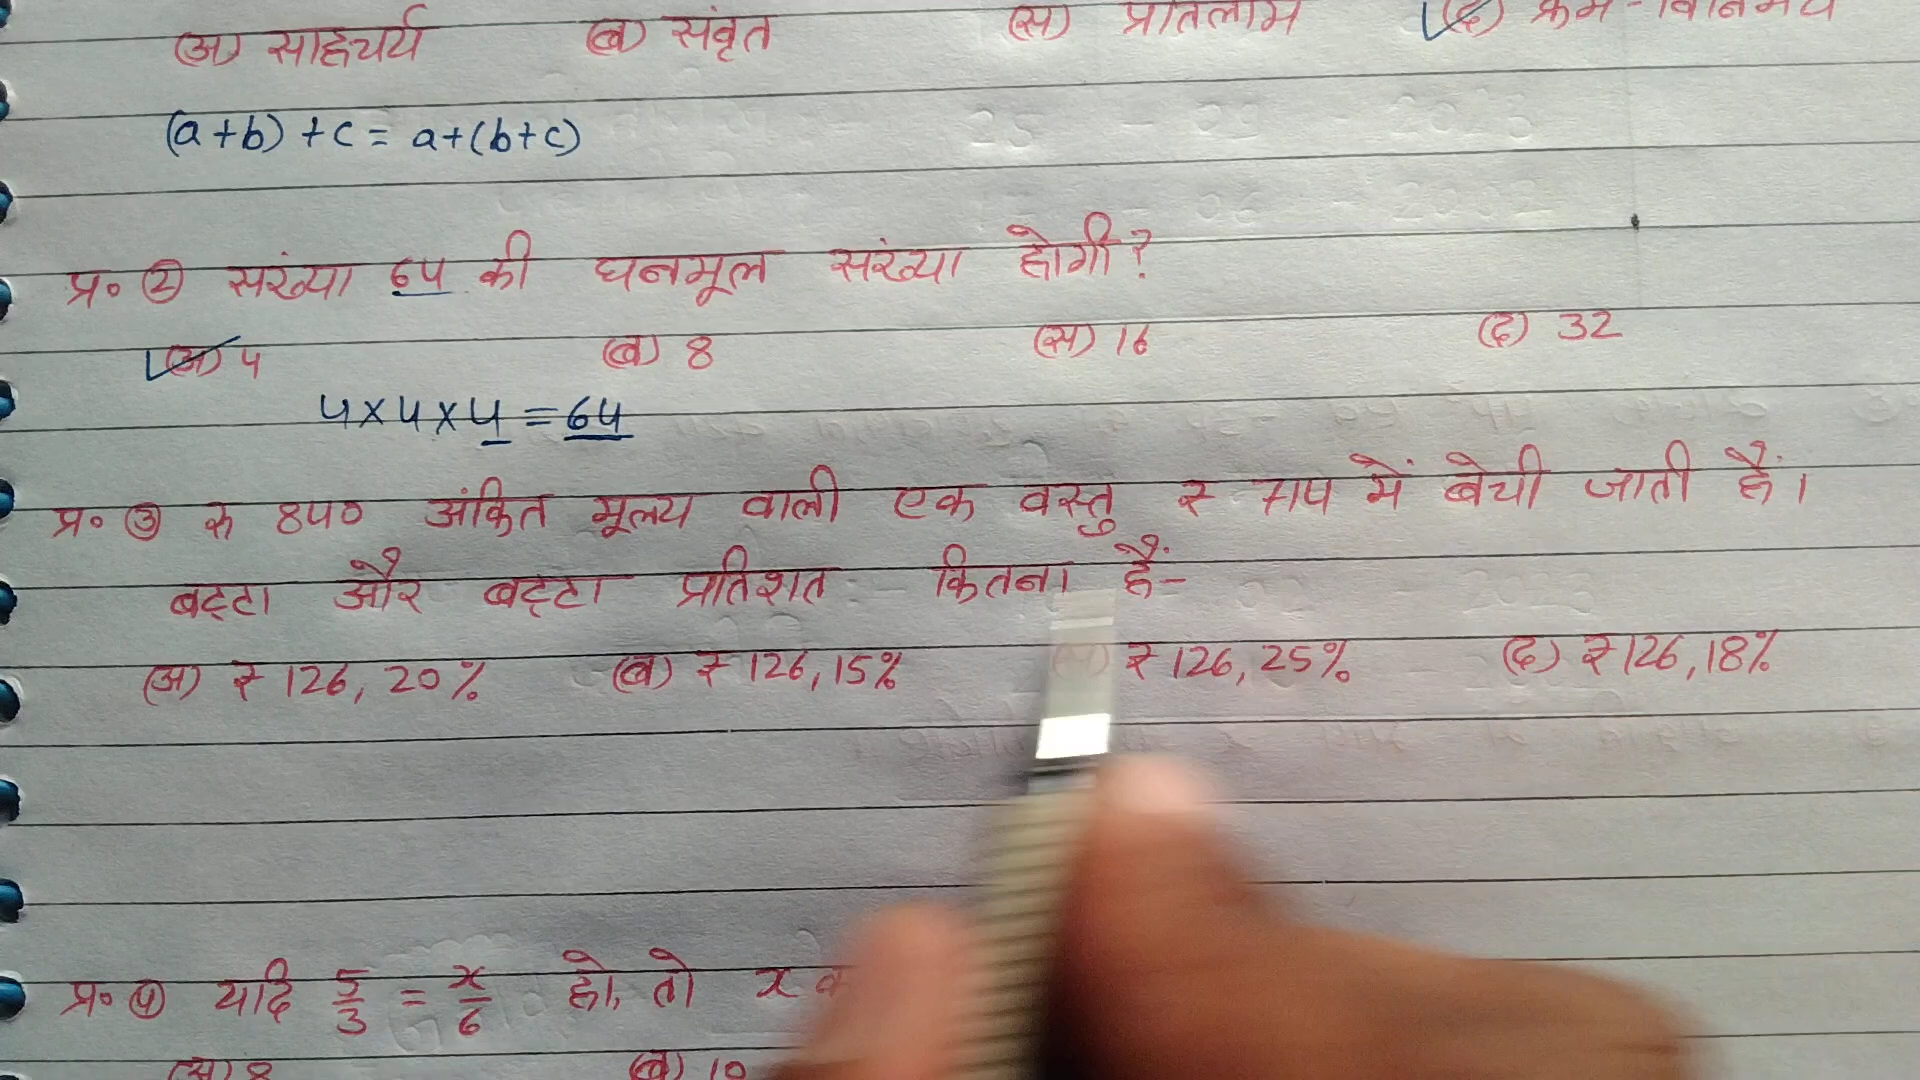 (अ) साहचर्य (ब) संवृत (स) प्रतिलोम (द) क्रम-विनिमय
(a+b)+c = a+(b+c)
प्र० ② संख्या 64 की घनमूल संख्या होगी?
(अ) 4 (ब) 8 (स) 16 (द) 32
4×4×4 = 64
प्र० ③ रु 840 अंकित मूल्य वाली एक वस्तु ₹ 714 में बेची जाती हैं।
बट्टा और बट्टा प्रतिशत कितना हैं-
(अ) ₹ 126, 20% (ब) ₹ 126, 15% (स) ₹ 126, 25% (द) ₹ 126, 18%
प्र० ④ यदि 5/3 = x/6 हो, तो x
(अ) 8 (ब) 10